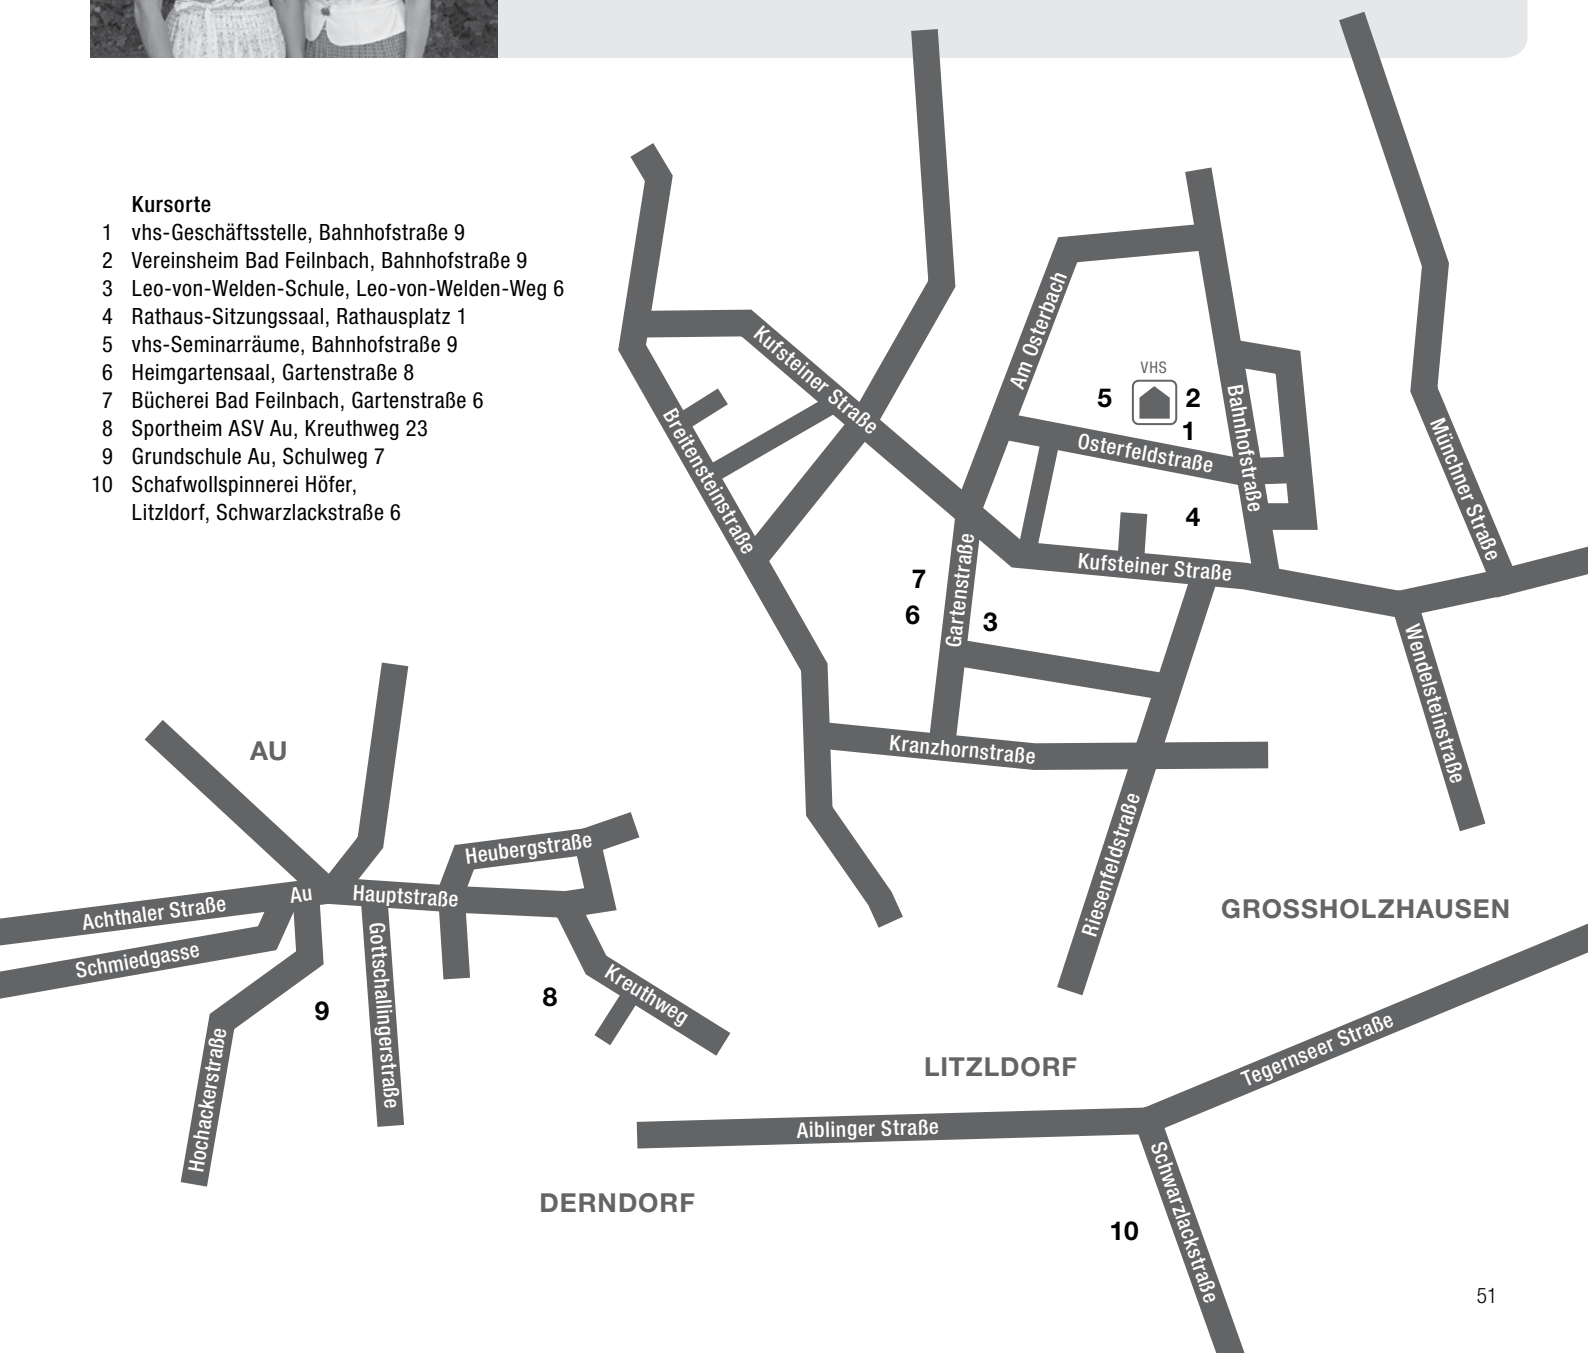 Kursorte
1 vhs-Geschäftsstelle, Bahnhofstraße 9
2 Vereinsheim Bad Feilnbach, Bahnhofstraße 9
3 Leo-von-Welden-Schule, Leo-von-Welden-Weg 6
4 Rathaus-Sitzungssaal, Rathausplatz 1
5 vhs-Seminarräume, Bahnhofstraße 9
6 Heimgartensaal, Gartenstraße 8
7 Bücherei Bad Feilnbach, Gartenstraße 6
8 Sportheim ASV Au, Kreuthweg 23
9 Grundschule Au, Schulweg 7
10 Schafwollspinnerei Höfer,
Litzldorf, Schwarzlackstraße 6
Kufsteiner Straße
Breitensteinstraße
Am Osterbach
VHS
5
2
1
Bahnhofstraße
Osterfeldstraße
Münchner Straße
4
Kufsteiner Straße
Gartenstraße
7
6
3
Wendelsteinstraße
Kranzhornstraße
Riesenfeldstraße
AU
Heubergstraße
Au
Hauptstraße
Achthaler Straße
Schmiedgasse
Gottschallingerstraße
Hochackerstraße
9
8
Kreuthweg
GROSSHOLZHAUSEN
LITZLDORF
Tegernseer Straße
Aiblinger Straße
Schwarzlackstraße
DERNDORF
10
51